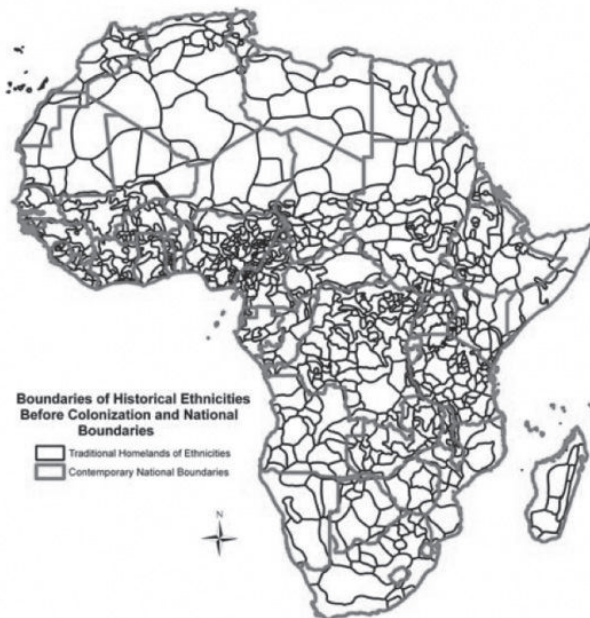 Boundaries of Historical Ethnicities
Before Colonization and National
Boundaries
Traditional Homelands of Ethnicities
Contemporary National Boundaries
N